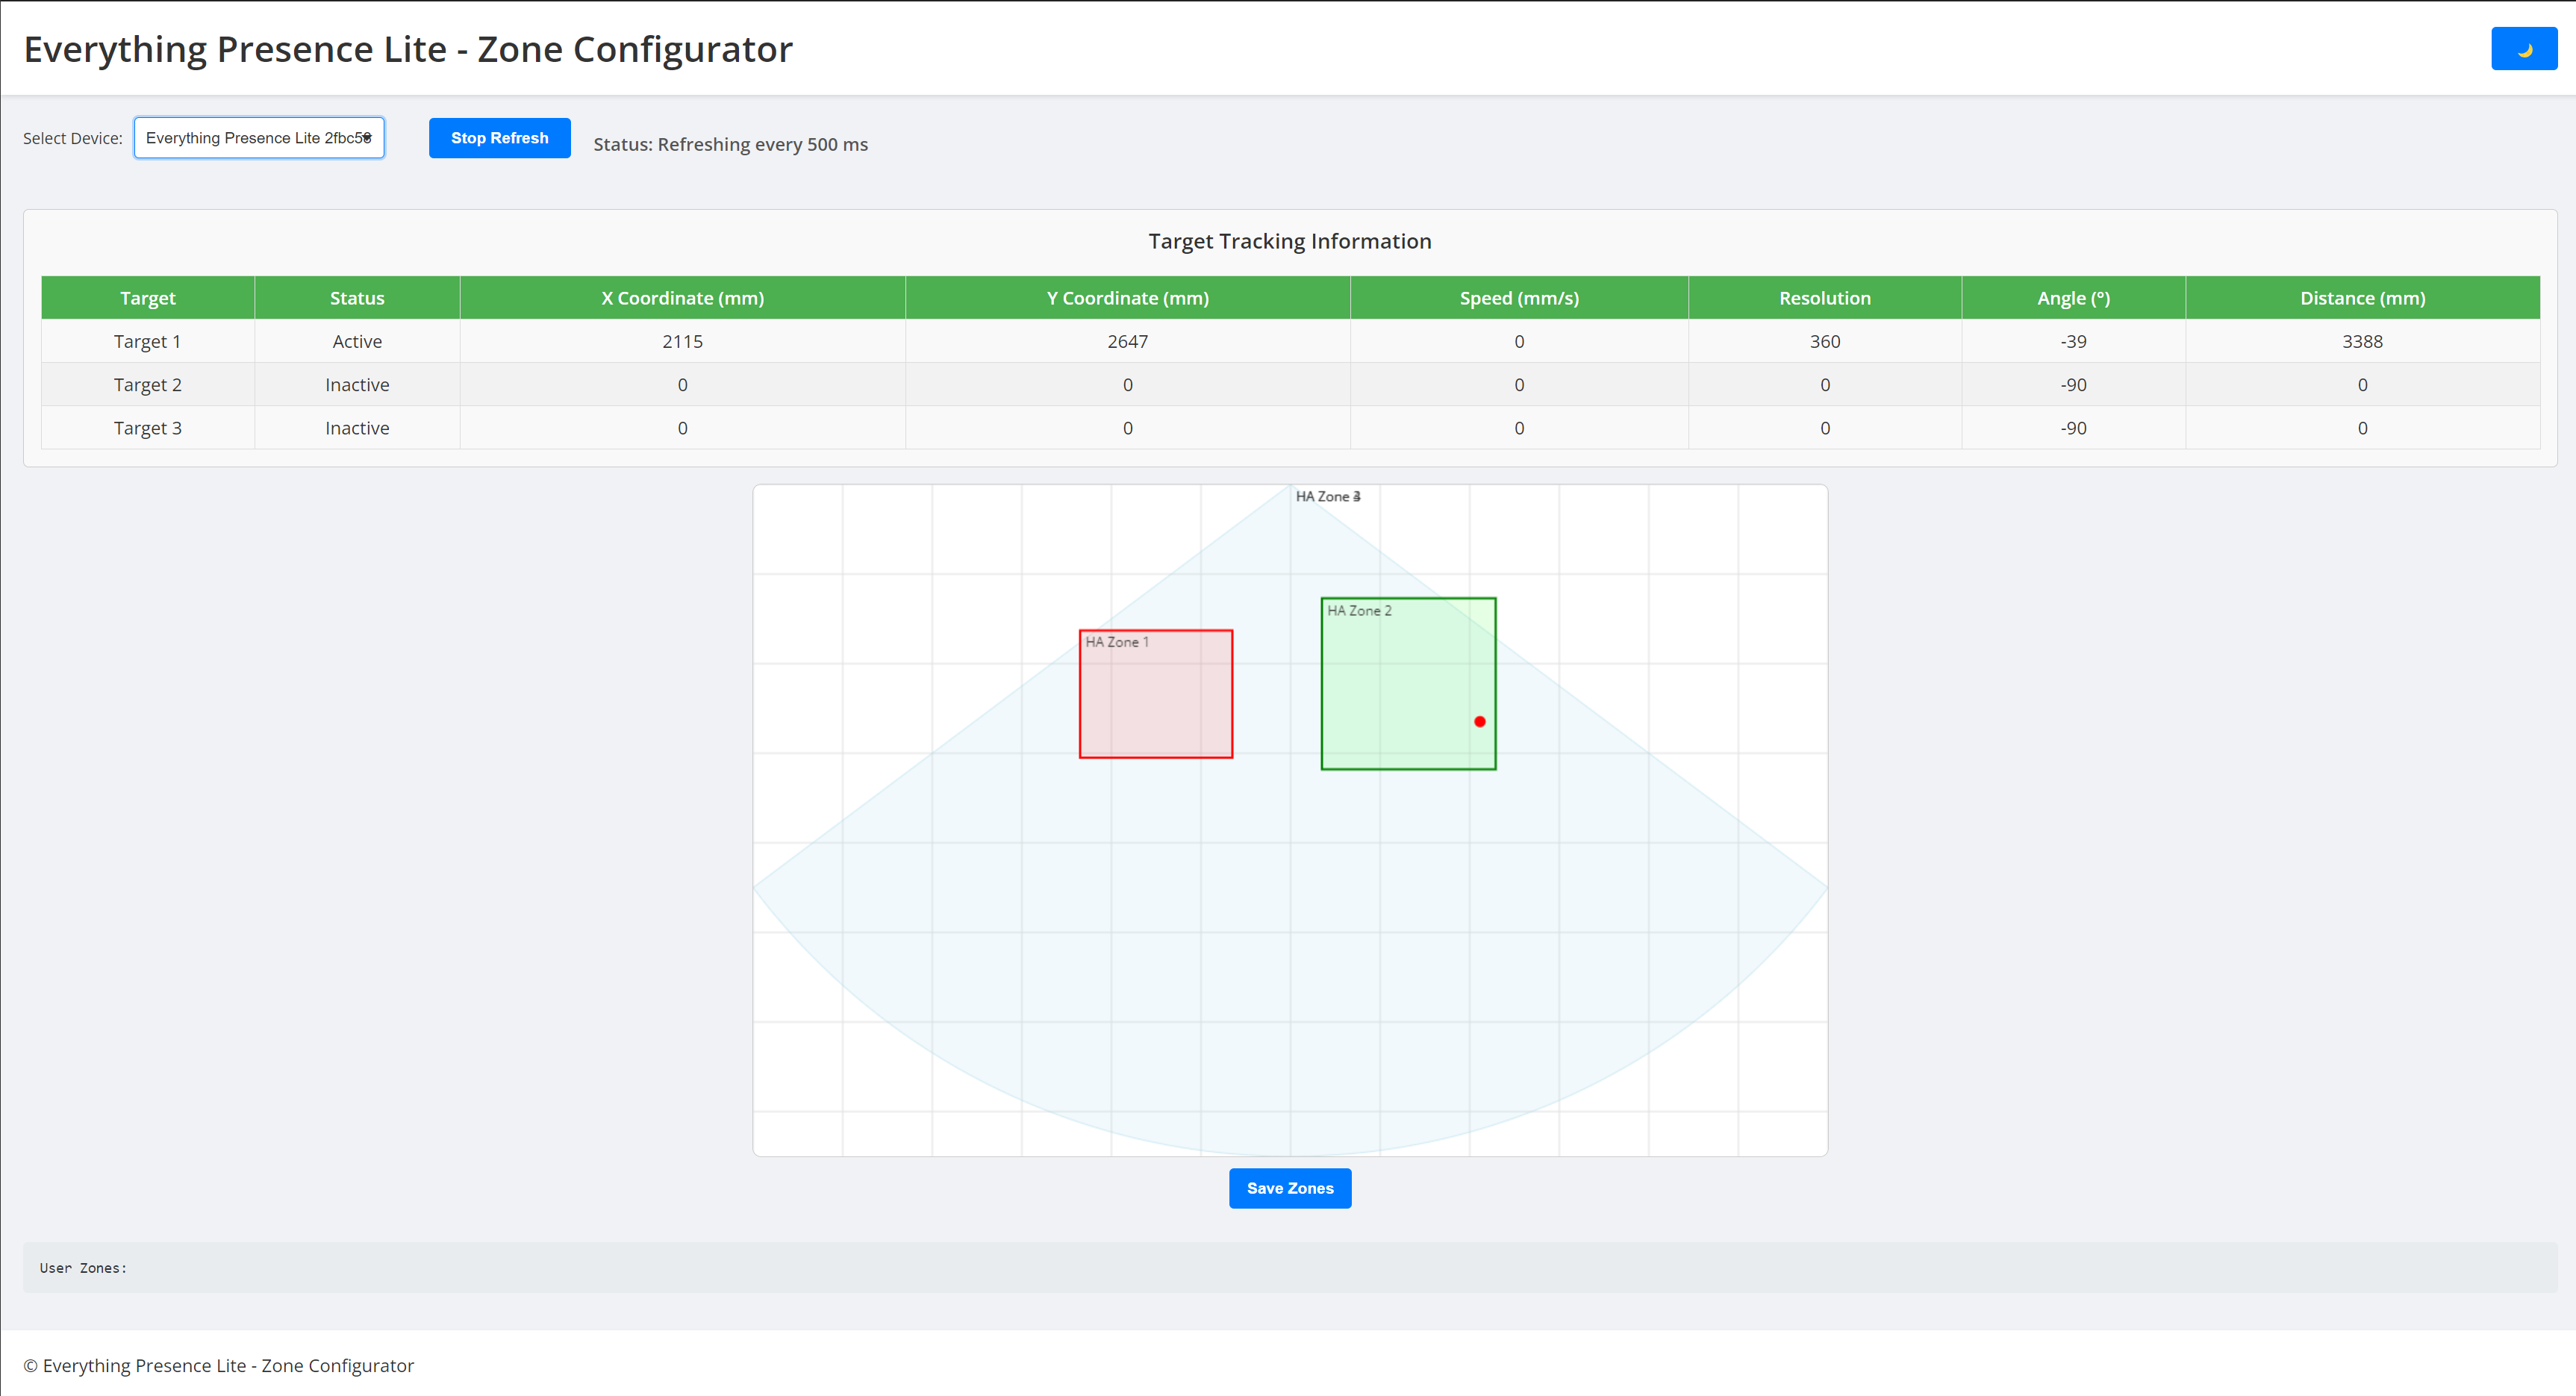 Everything Presence Lite - Zone Configurator
Select Device: Everything Presence Lite 2fbc58 Stop Refresh Status: Refreshing every 500 ms
Target Tracking Information
Target Status X Coordinate (mm) Y Coordinate (mm) Speed (mm/s) Resolution Angle (º) Distance (mm)
Target 1 Active 2115 2647 0 360 -39 3388
Target 2 Inactive 0 0 0 0 -90 0
Target 3 Inactive 0 0 0 0 -90 0
HA Zone
HA Zone 2
HA Zone 1
Save Zones
User Zones:
© Everything Presence Lite - Zone Configurator